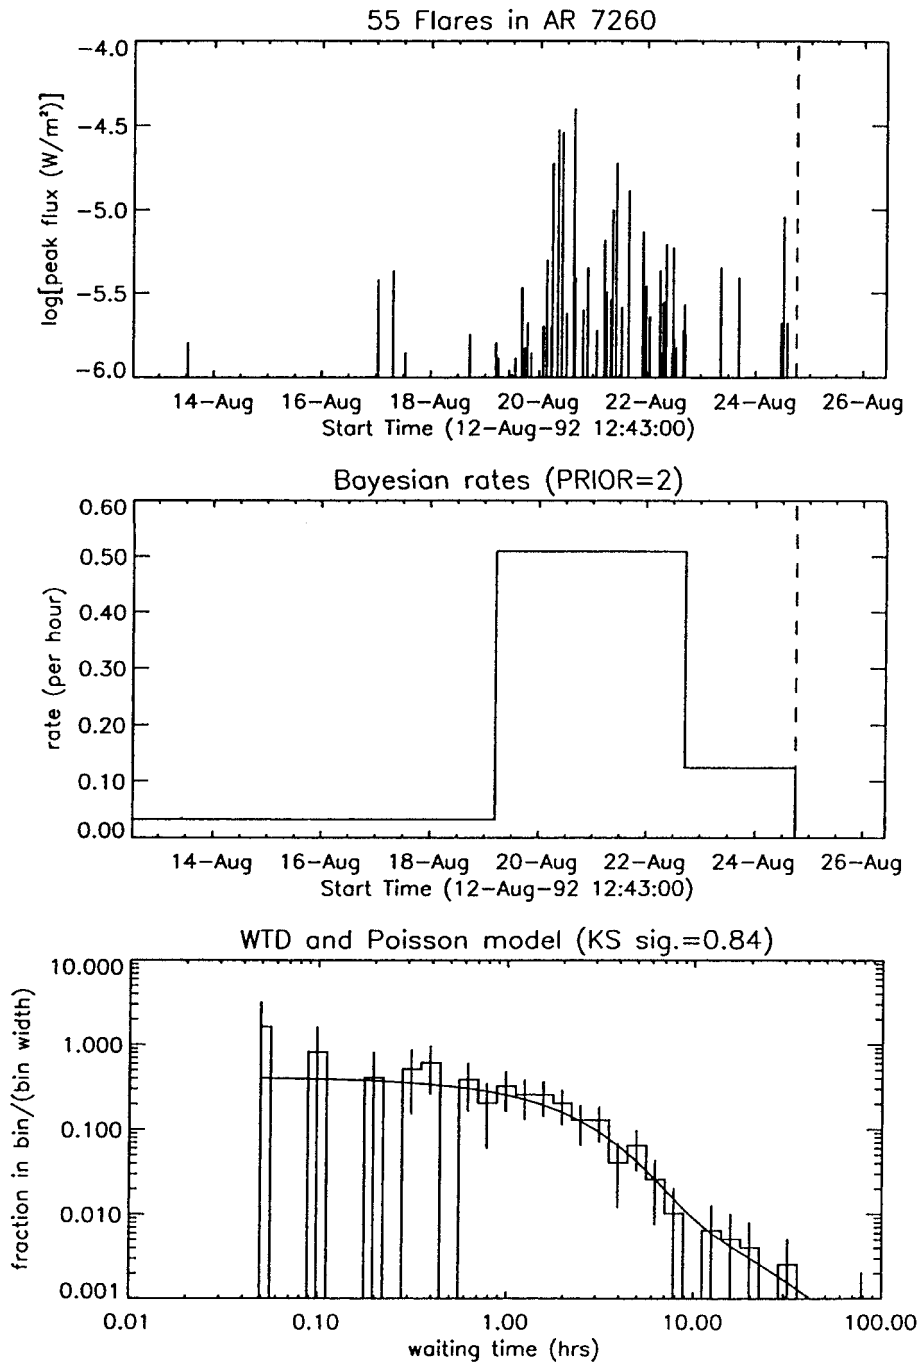 55 Flares in AR 7260
log[peak flux (W/m²)]
-4.0
-4.5
-5.0
-5.5
-6.0
14-Aug 16-Aug 18-Aug 20-Aug 22-Aug 24-Aug 26-Aug
Start Time (12-Aug-92 12:43:00)
Bayesian rates (PRIOR=2)
rate (per hour)
0.60
0.50
0.40
0.30
0.20
0.10
0.00
14-Aug 16-Aug 18-Aug 20-Aug 22-Aug 24-Aug 26-Aug
Start Time (12-Aug-92 12:43:00)
WTD and Poisson model (KS sig.=0.84)
fraction in bin/(bin width)
10.000
1.000
0.100
0.010
0.001
0.01 0.10 1.00 10.00 100.00
waiting time (hrs)